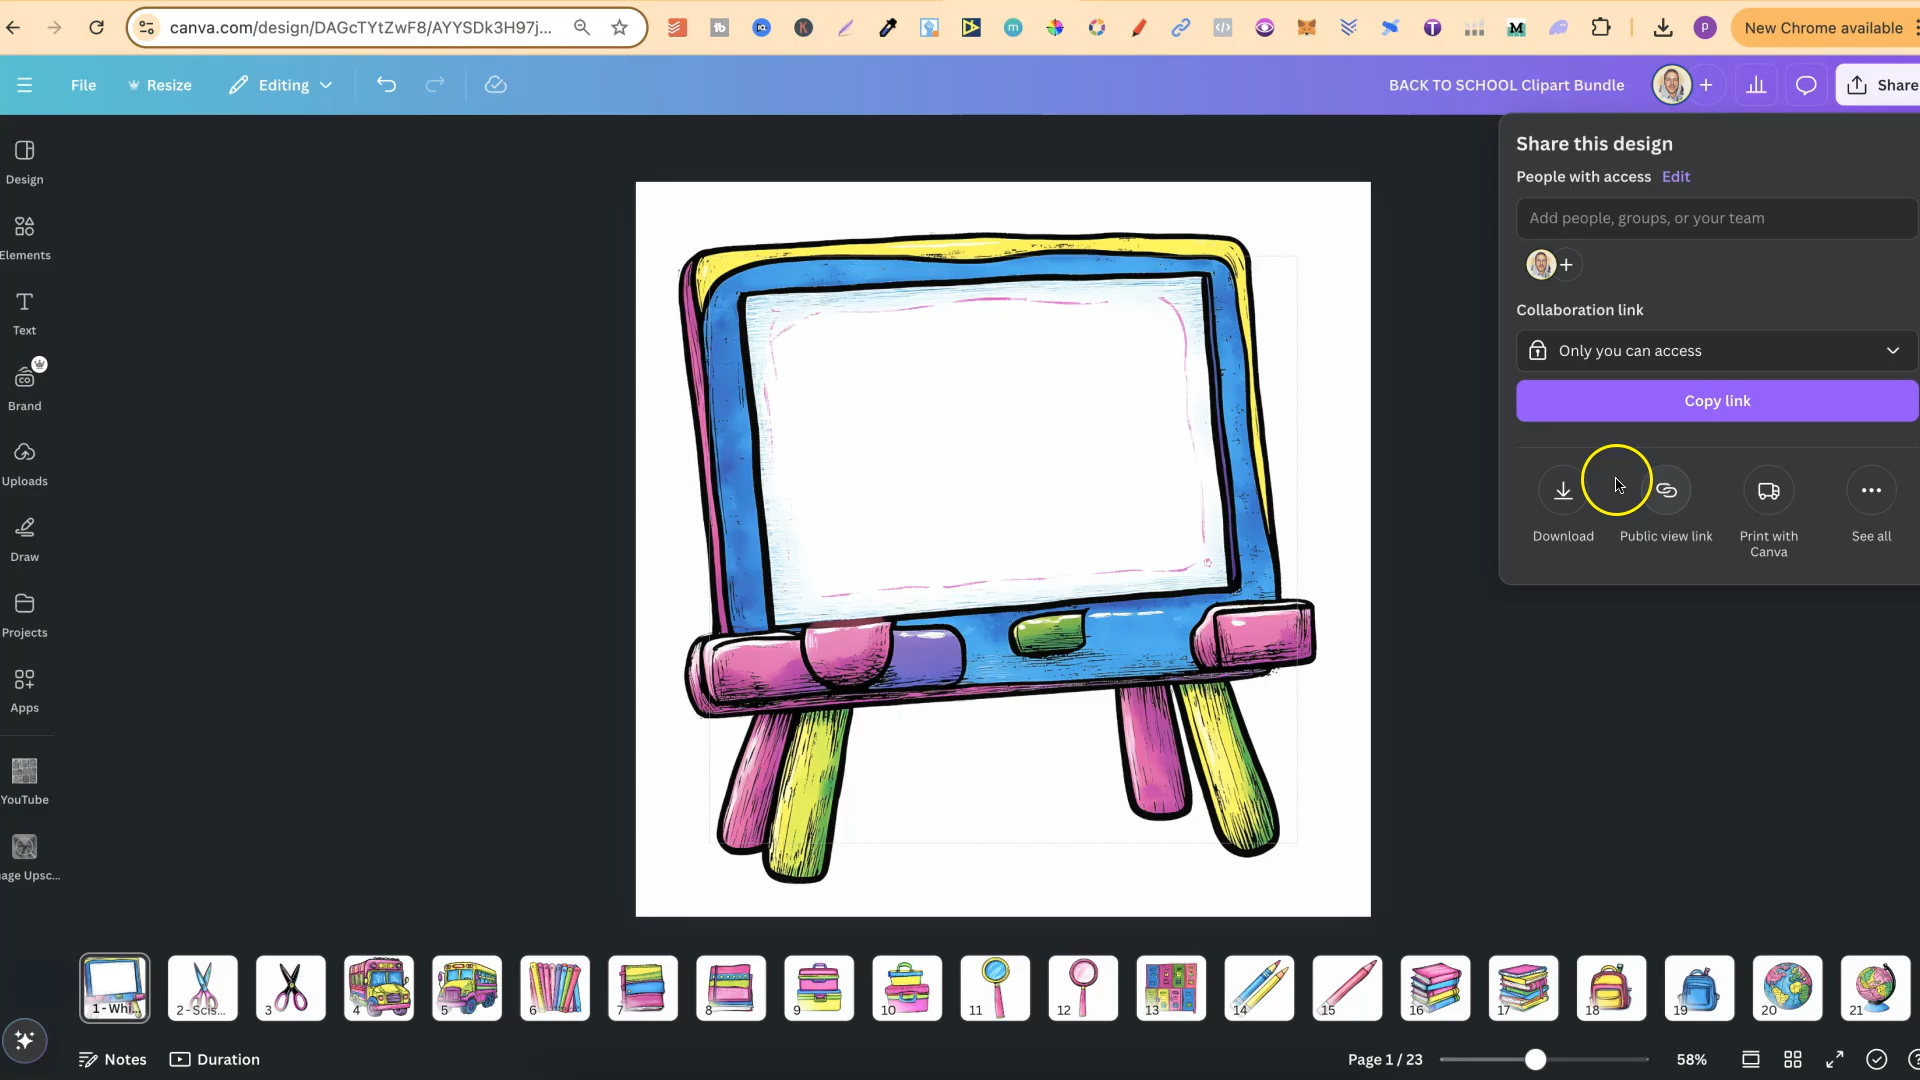 canva.com/design/DAGcTYtZwF8/AYYSDk3H97j...
New Chrome available
File
Resize
Editing
BACK TO SCHOOL Clipart Bundle
Share
Design
Elements
Text
Brand
Uploads
Draw
Projects
Apps
YouTube
age Upsc...
Share this design
People with access Edit
Add people, groups, or your team
Collaboration link
Only you can access
Copy link
Download
Public view link
Print with
Canva
See all
1 - Whi...
2 - Scis...
3
4
5
6
7
8
9
10
11
12
13
14
15
16
17
18
19
20
21
Notes
Duration
Page 1 / 23
58%